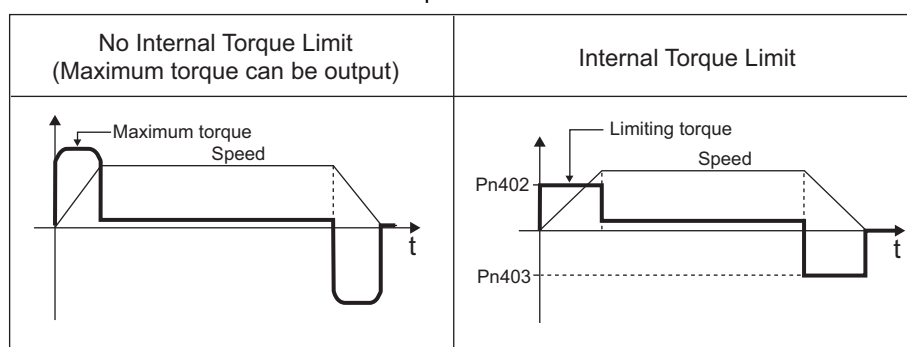 No Internal Torque Limit
(Maximum torque can be output)
Internal Torque Limit
Maximum torque
Speed
t
Limiting torque
Speed
Pn402
t
Pn403